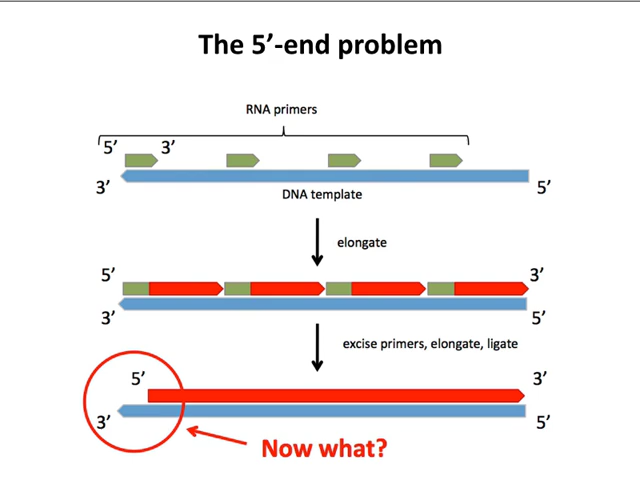 The 5’-end problem
RNA primers
5’ 3’
3’ 5’
DNA template
elongate
5’ 3’
3’ 5’
excise primers, elongate, ligate
5’ 3’
3’ 5’
Now what?